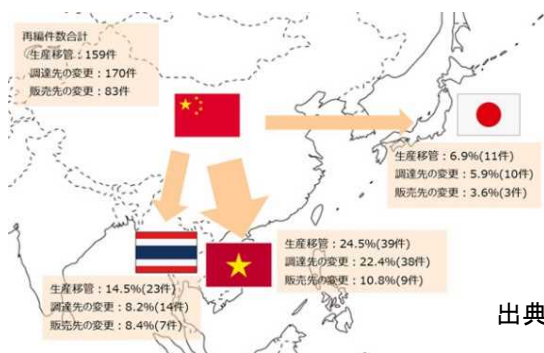 再編件数合計
生産移管:159件
調達先の変更:170件
販売先の変更:83件
生産移管:6.9%(11件)
調達先の変更:5.9%(10件)
販売先の変更:3.6%(3件)
生産移管:24.5%(39件)
調達先の変更:22.4%(38件)
販売先の変更:10.8%(9件)
生産移管:14.5%(23件)
調達先の変更:8.2%(14件)
販売先の変更:8.4%(7件)
出典